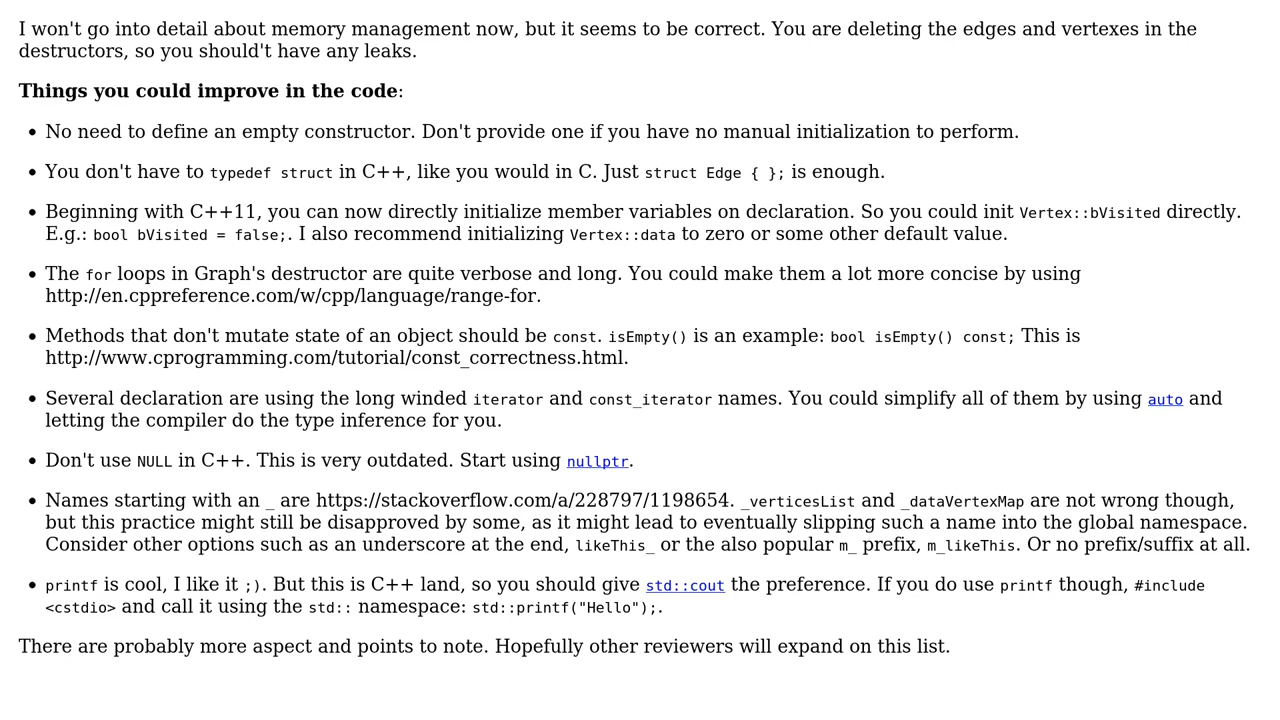 I won't go into detail about memory management now, but it seems to be correct. You are deleting the edges and vertexes in the
destructors, so you should't have any leaks.
Things you could improve in the code:
• No need to define an empty constructor. Don't provide one if you have no manual initialization to perform.
• You don't have to typedef struct in C++, like you would in C. Just struct Edge { }; is enough.
• Beginning with C++11, you can now directly initialize member variables on declaration. So you could init Vertex::bVisited directly.
E.g.: bool bVisited = false;. I also recommend initializing Vertex::data to zero or some other default value.
• The for loops in Graph's destructor are quite verbose and long. You could make them a lot more concise by using
http://en.cppreference.com/w/cpp/language/range-for.
• Methods that don't mutate state of an object should be const. isEmpty() is an example: bool isEmpty() const; This is
http://www.cprogramming.com/tutorial/const_correctness.html.
• Several declaration are using the long winded iterator and const_iterator names. You could simplify all of them by using auto and
letting the compiler do the type inference for you.
• Don't use NULL in C++. This is very outdated. Start using nullptr.
• Names starting with an _ are https://stackoverflow.com/a/228797/1198654. _verticesList and _dataVertexMap are not wrong though,
but this practice might still be disapproved by some, as it might lead to eventually slipping such a name into the global namespace.
Consider other options such as an underscore at the end, likeThis_ or the also popular m_ prefix, m_likeThis. Or no prefix/suffix at all.
• printf is cool, I like it ;). But this is C++ land, so you should give std::cout the preference. If you do use printf though, #include
<cstdio> and call it using the std:: namespace: std::printf("Hello");.
There are probably more aspect and points to note. Hopefully other reviewers will expand on this list.